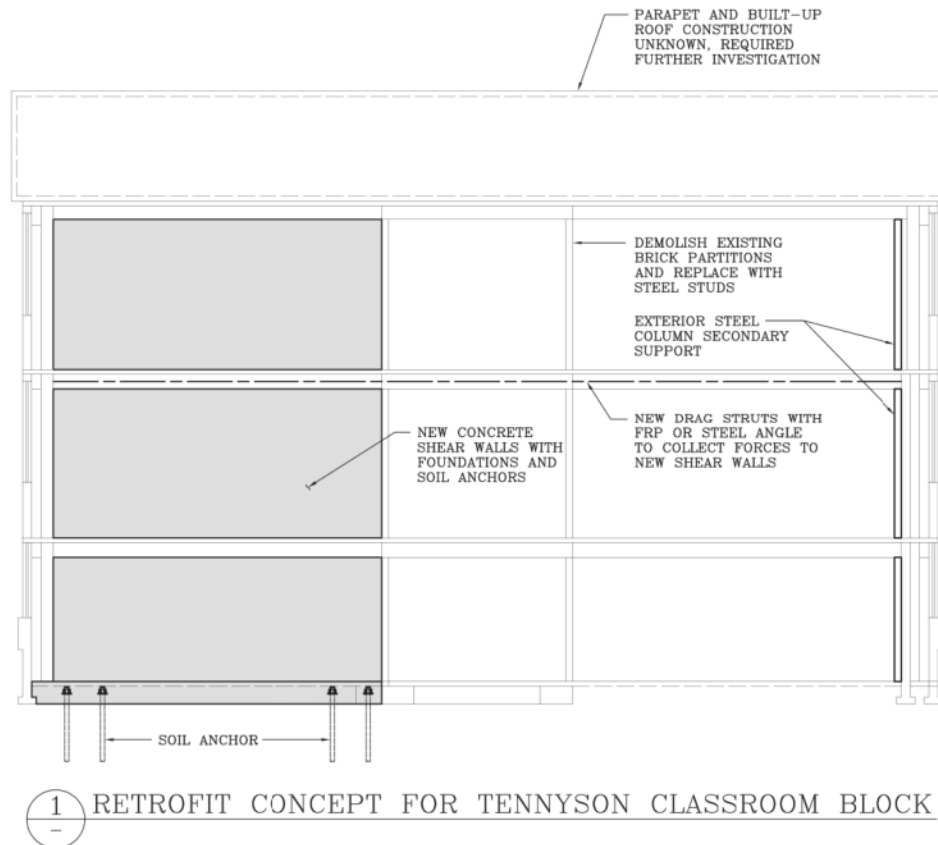 PARAPET AND BUILT-UP
ROOF CONSTRUCTION
UNKNOWN, REQUIRED
FURTHER INVESTIGATION
DEMOLISH EXISTING
BRICK PARTITIONS
AND REPLACE WITH
STEEL STUDS
EXTERIOR STEEL
COLUMN SECONDARY
SUPPORT
NEW DRAG STRUTS WITH
FRP OR STEEL ANGLE
TO COLLECT FORCES TO
NEW SHEAR WALLS
NEW CONCRETE
SHEAR WALLS WITH
FOUNDATIONS AND
SOIL ANCHORS
SOIL ANCHOR
1
-
RETROFIT CONCEPT FOR TENNYSON CLASSROOM BLOCK